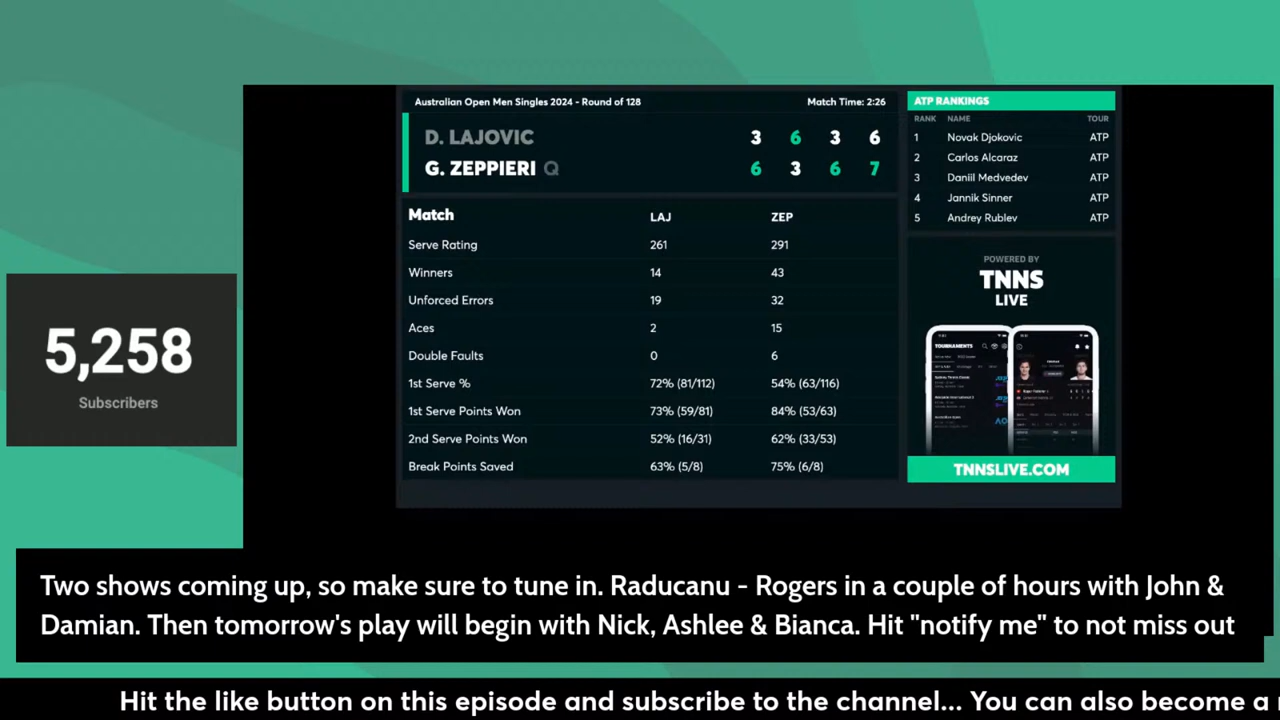 Australian Open Men Singles 2024 - Round of 128 Match Time: 2:26
D. LAJOVIC 3 6 3 6
G. ZEPPIERI Q 6 3 6 7
Match LAJ ZEP
Serve Rating 261 291
Winners 14 43
Unforced Errors 19 32
Aces 2 15
Double Faults 0 6
1st Serve % 72% (81/112) 54% (63/116)
1st Serve Points Won 73% (59/81) 84% (53/63)
2nd Serve Points Won 52% (16/31) 62% (33/53)
Break Points Saved 63% (5/8) 75% (6/8)
ATP RANKINGS
RANK NAME TOUR
1 Novak Djokovic ATP
2 Carlos Alcaraz ATP
3 Daniil Medvedev ATP
4 Jannik Sinner ATP
5 Andrey Rublev ATP
POWERED BY
TNNS
LIVE
TOURNAMENTS
TNNSLIVE.COM
5,258
Subscribers
Two shows coming up, so make sure to tune in. Raducanu - Rogers in a couple of hours with John &
Damian. Then tomorrow's play will begin with Nick, Ashlee & Bianca. Hit "notify me" to not miss out
Hit the like button on this episode and subscribe to the channel... You can also become a